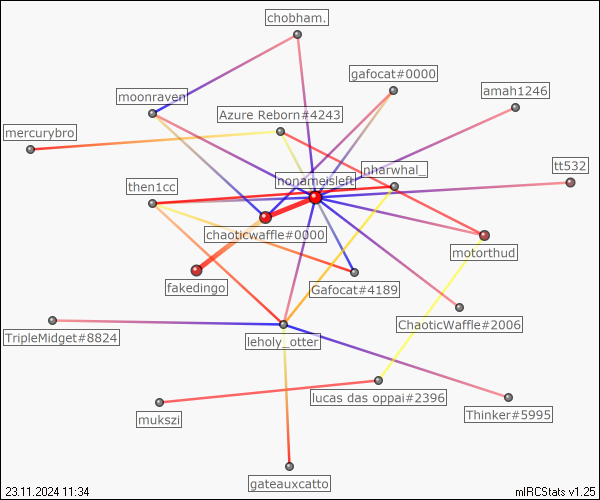 chobham.
gafocat#0000
moonraven
amah1246
Azure Reborn#4243
mercurybro
nharwhal_
tt532
nonameisleft
then1cc
chaoticwaffle#0000
motorthud
fakedingo
Gafocat#4189
ChaoticWaffle#2006
TripleMidget#8824
leholy_otter
lucas das oppai#2396
mukszi
Thinker#5995
gateauxcatto
23.11.2024 11:34
mIRCStats v1.25